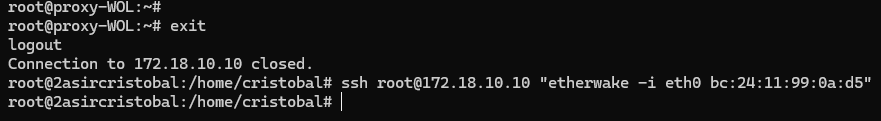 root@proxy-WOL:~#
root@proxy-WOL:~# exit
logout
Connection to 172.18.10.10 closed.
root@2asircristobal:/home/cristobal# ssh root@172.18.10.10 "etherwake -i eth0 bc:24:11:99:0a:d5"
root@2asircristobal:/home/cristobal#